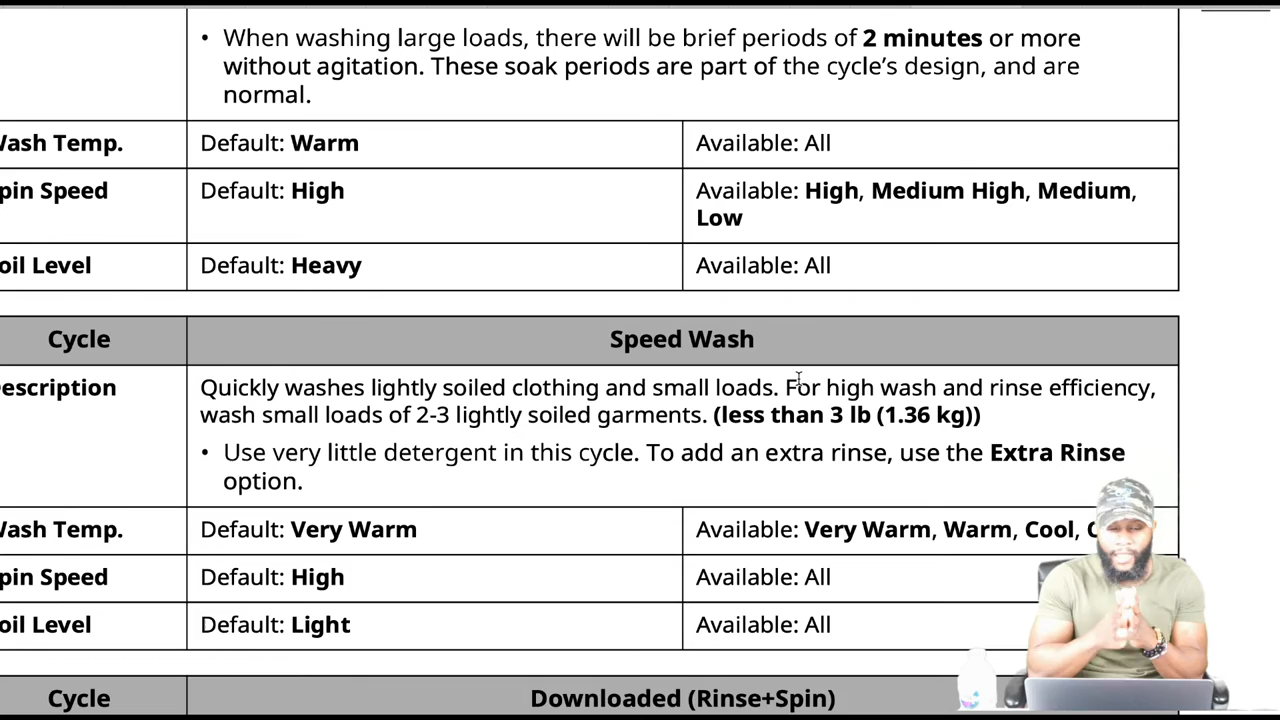 • When washing large loads, there will be brief periods of 2 minutes or more
without agitation. These soak periods are part of the cycle’s design, and are
normal.
Wash Temp. Default: Warm Available: All
pin Speed Default: High Available: High, Medium High, Medium,
Low
oil Level Default: Heavy Available: All
Cycle Speed Wash
Description Quickly washes lightly soiled clothing and small loads. For high wash and rinse efficiency,
wash small loads of 2-3 lightly soiled garments. (less than 3 lb (1.36 kg))
• Use very little detergent in this cycle. To add an extra rinse, use the Extra Rinse
option.
Wash Temp. Default: Very Warm Available: Very Warm, Warm, Cool,
pin Speed Default: High Available: All
oil Level Default: Light Available: All
Cycle Downloaded (Rinse+Spin)